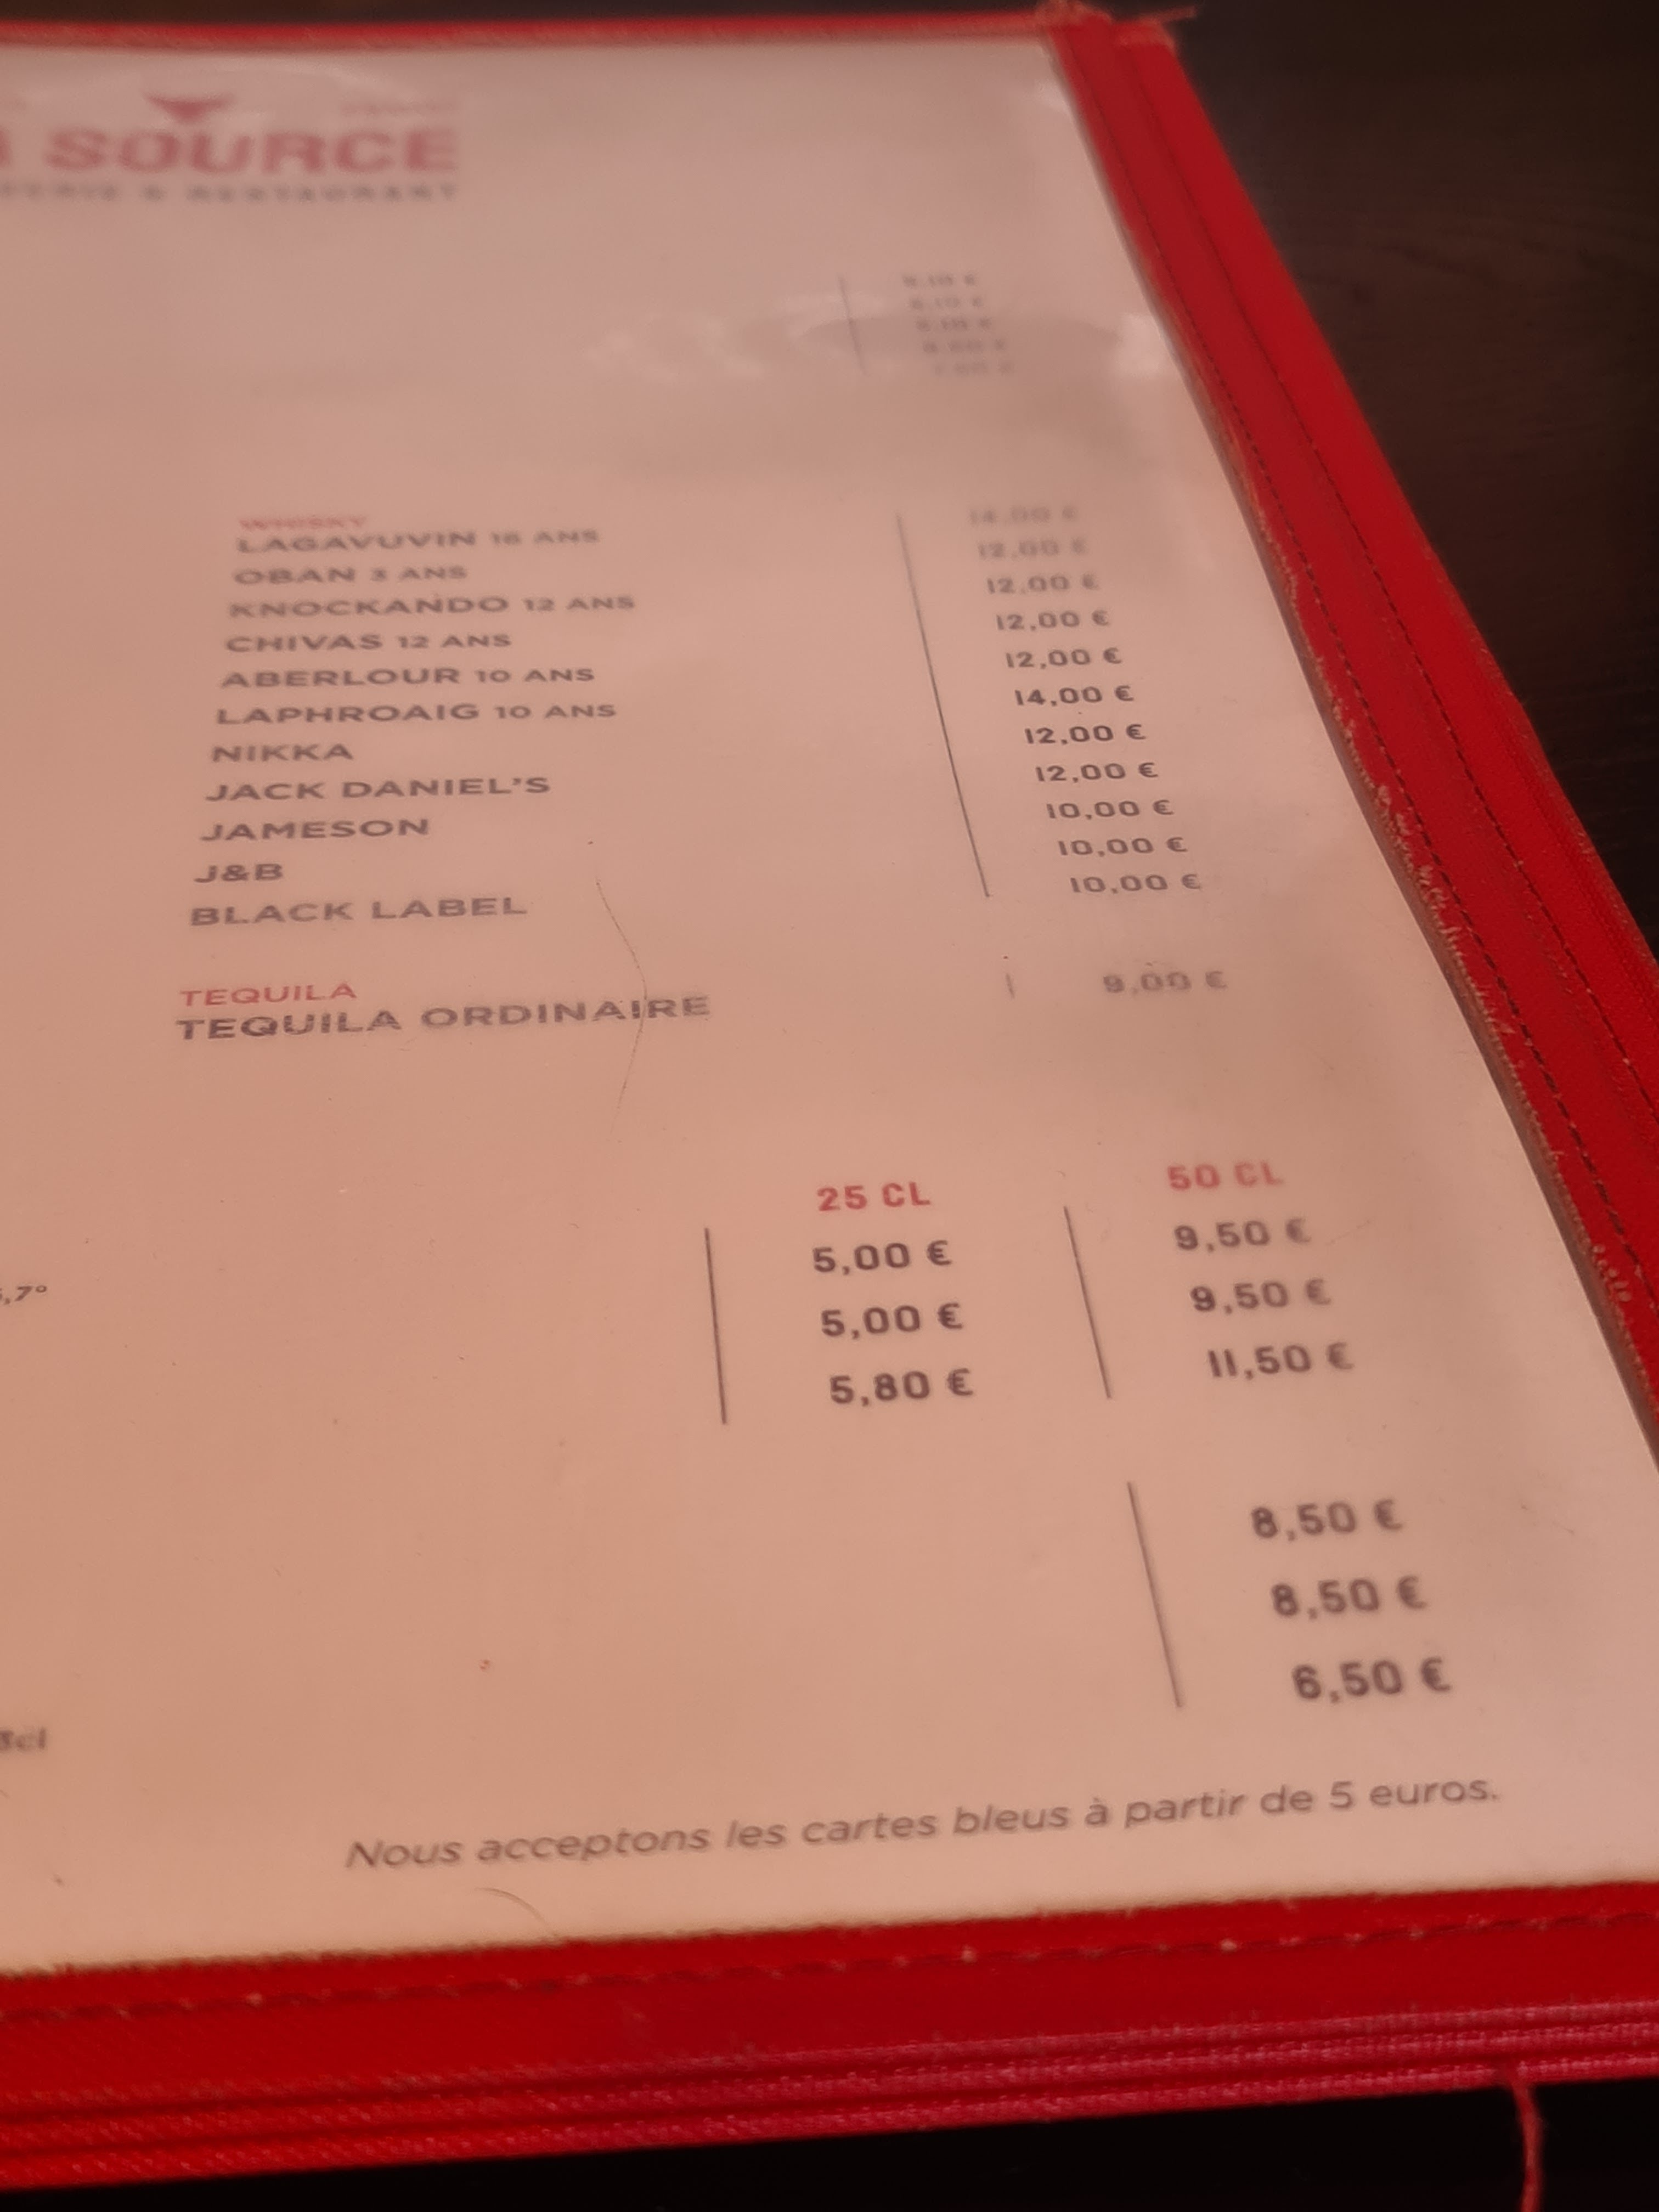 SOURCE
& RESTAURANT
WHISKY
LAGAVUVIN 16 ANS 14,00 €
OBAN 3 ANS 12,00 €
KNOCKANDO 12 ANS 12,00 €
CHIVAS 12 ANS 12,00 €
ABERLOUR 10 ANS 12,00 €
LAPHROAIG 10 ANS 14,00 €
NIKKA 12,00 €
JACK DANIEL'S 12,00 €
JAMESON 10,00 €
J&B 10,00 €
BLACK LABEL 10,00 €
TEQUILA
TEQUILA ORDINAIRE 9,00 €
25 CL 50 CL
5,00 € 9,50 €
,7° 5,00 € 9,50 €
5,80 € 11,50 €
8,50 €
8,50 €
6,50 €
3cl
Nous acceptons les cartes bleus à partir de 5 euros.